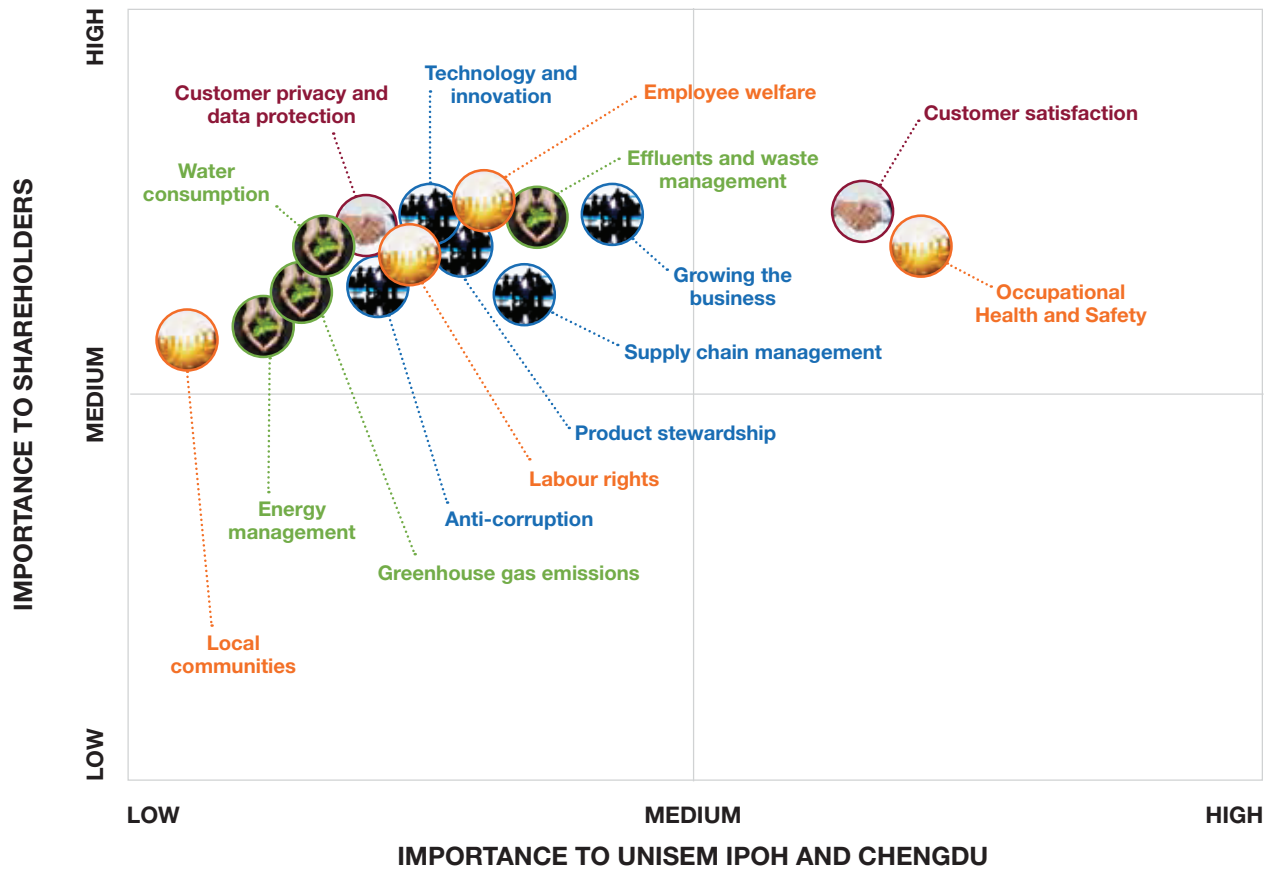 HIGH
MEDIUM
LOW
IMPORTANCE TO SHAREHOLDERS
Technology and
innovation
Employee welfare
Customer privacy and
data protection
Customer satisfaction
Water
consumption
Effluents and waste
management
Growing the
business
Occupational
Health and Safety
Supply chain management
Product stewardship
Labour rights
Energy
management
Anti-corruption
Greenhouse gas emissions
Local
communities
LOW
MEDIUM
HIGH
IMPORTANCE TO UNISEM IPOH AND CHENGDU